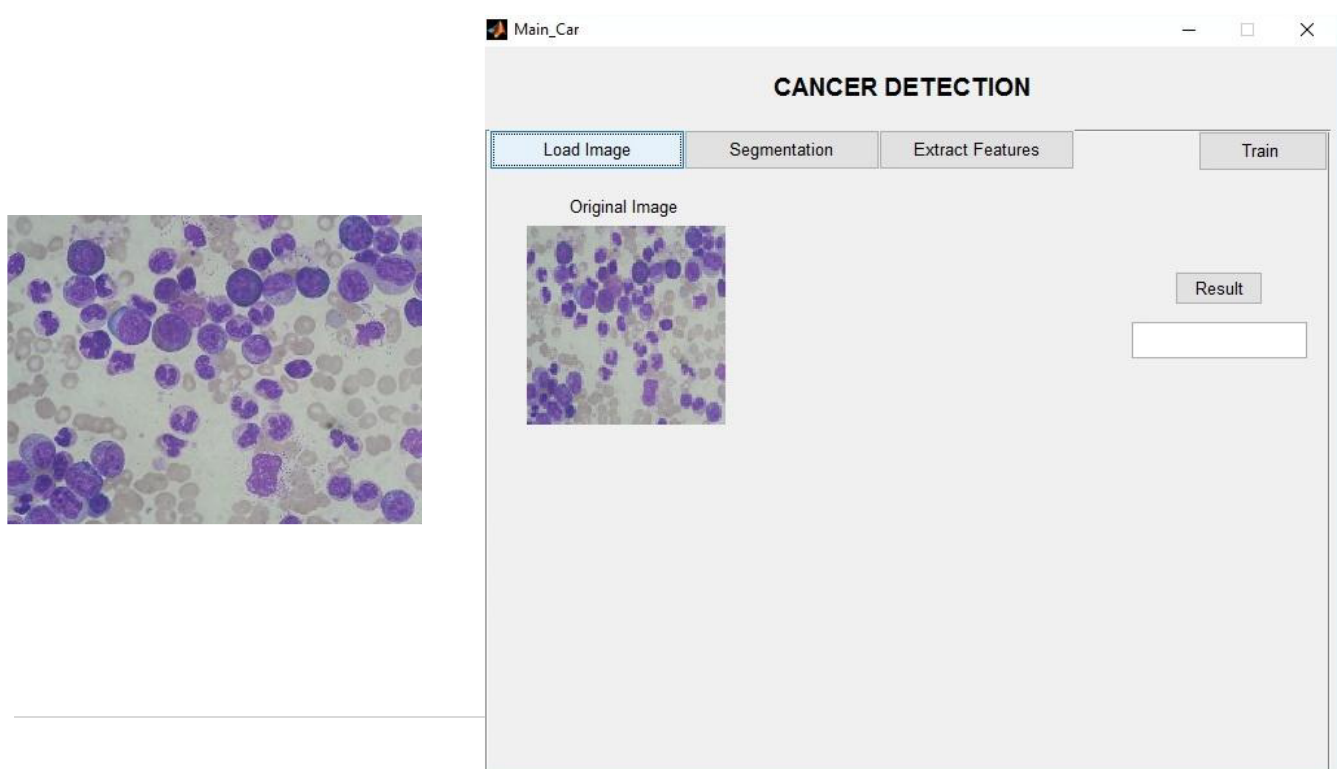 Main_Car
CANCER DETECTION
Load Image Segmentation Extract Features Train
Original Image
Result